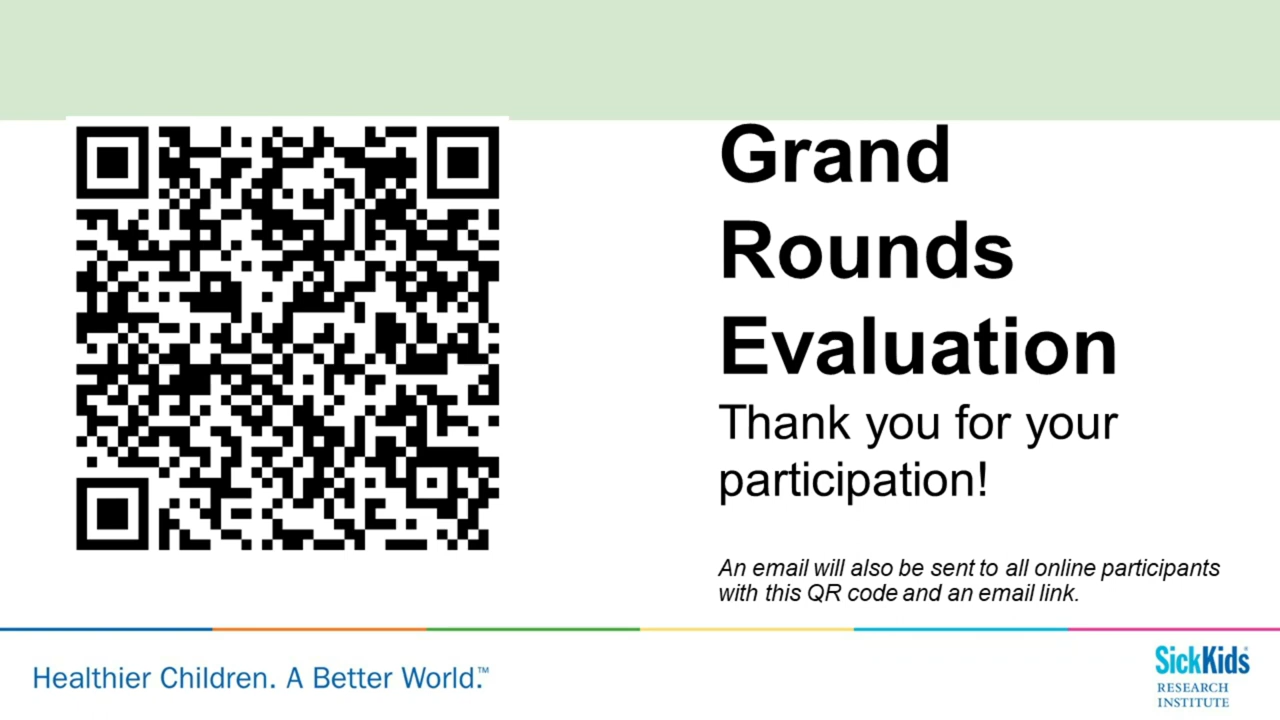 Grand
Rounds
Evaluation
Thank you for your
participation!
An email will also be sent to all online participants
with this QR code and an email link.
Healthier Children. A Better World.™
SickKids®
RESEARCH
INSTITUTE